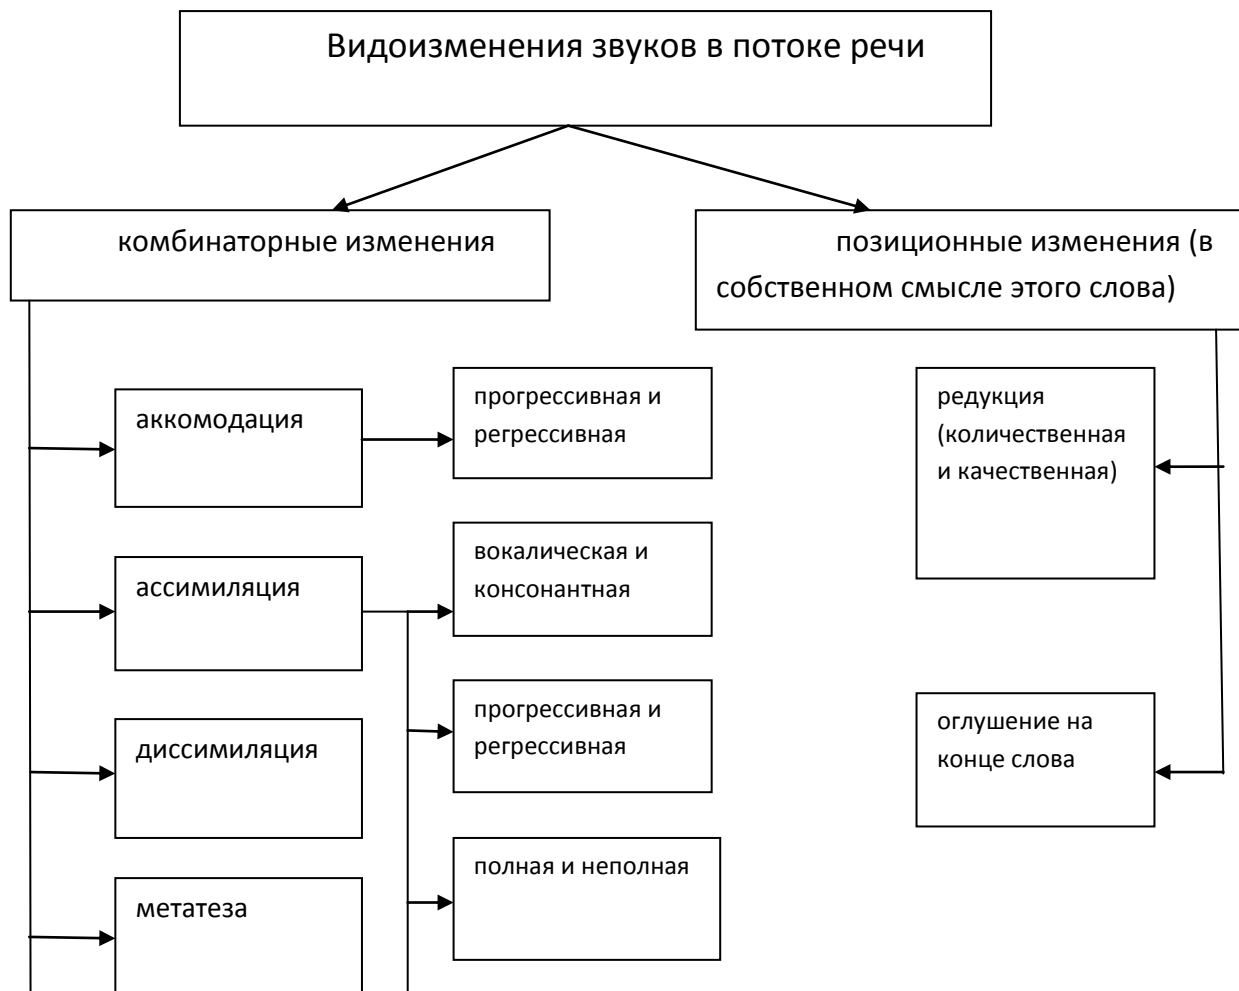 Видоизменения звуков в потоке речи
комбинаторные изменения
позиционные изменения (в
собственном смысле этого слова)
аккомодация
прогрессивная и
регрессивная
редукция
(количественная
и качественная)
ассимиляция
вокалическая и
консонантная
диссимиляция
прогрессивная и
регрессивная
оглушение на
конце слова
метатеза
полная и неполная